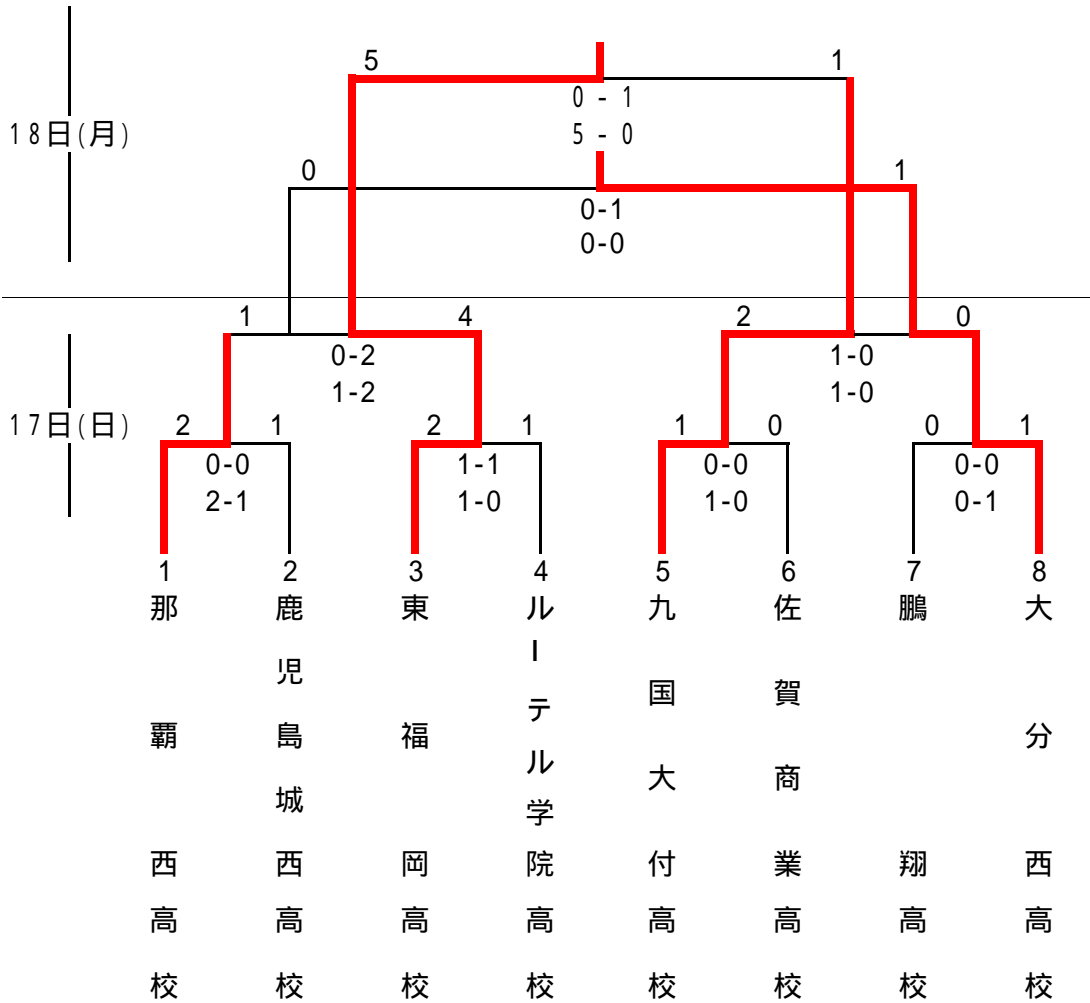 5 1
0 - 1
18日(月) 5 - 0
0 1
0-1
0-0
1 4 2 0
0-2 1-0
1-2 1-0
17日(日) 2 1 2 1 1 0 0 1
0-0 1-1 0-0 0-0
2-1 1-0 1-0 0-1
1 2 3 4 5 6 7 8
那覇西高校
鹿児島城西高校
東福岡高校
ルーテル学院高校
九国大付高校
佐賀商業高校
鵬翔高校
大分西高校